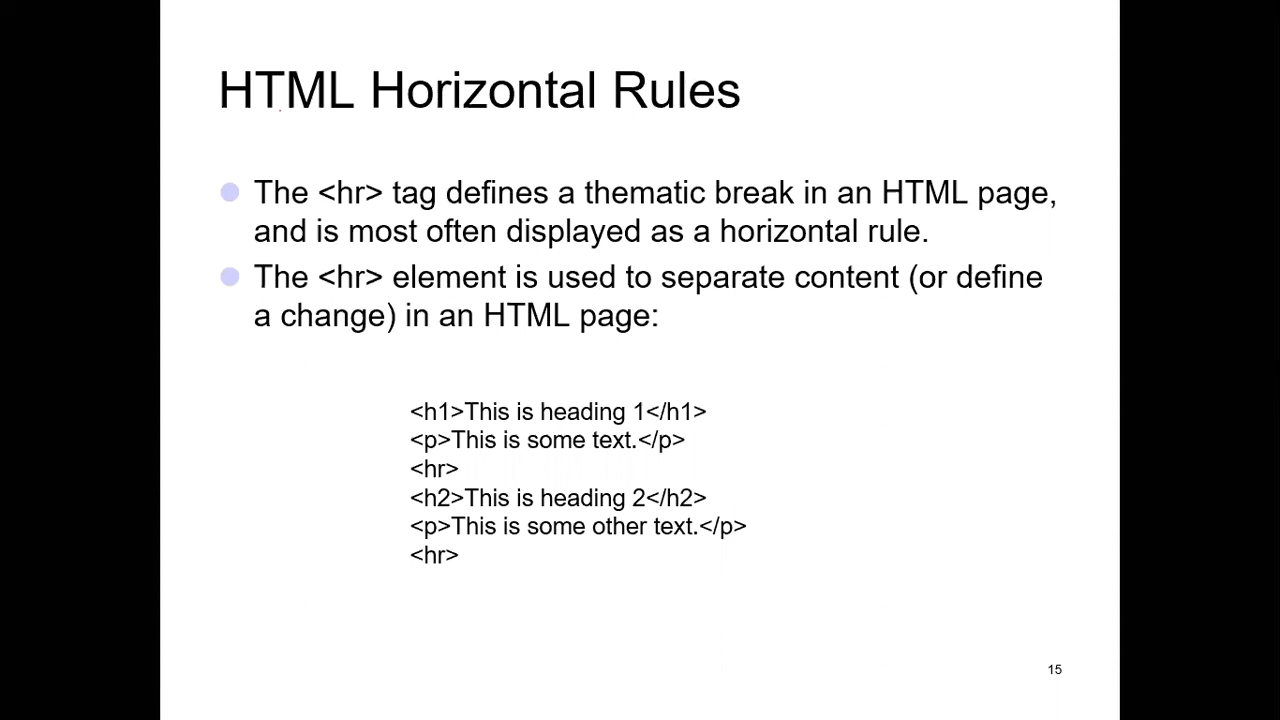 HTML Horizontal Rules
The <hr> tag defines a thematic break in an HTML page,
and is most often displayed as a horizontal rule.
The <hr> element is used to separate content (or define
a change) in an HTML page:
<h1>This is heading 1</h1>
<p>This is some text.</p>
<hr>
<h2>This is heading 2</h2>
<p>This is some other text.</p>
<hr>
15